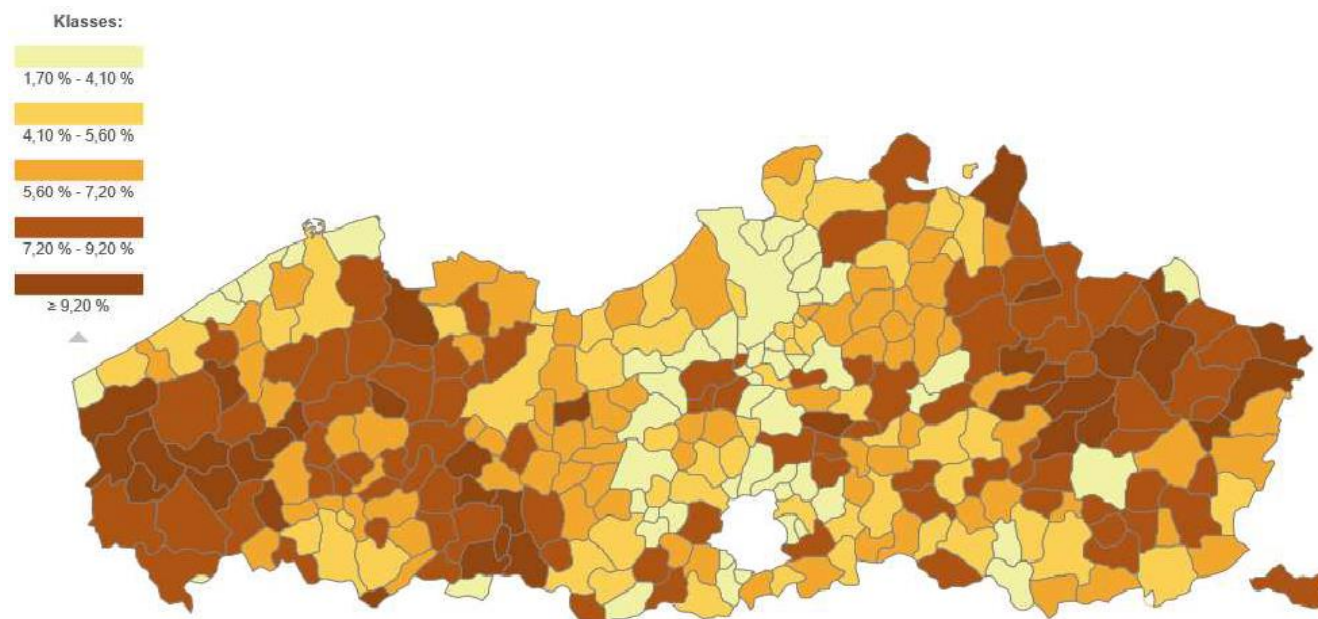 Klasses:
1,70 % - 4,10 %
4,10 % - 5,60 %
5,60 % - 7,20 %
7,20 % - 9,20 %
≥ 9,20 %